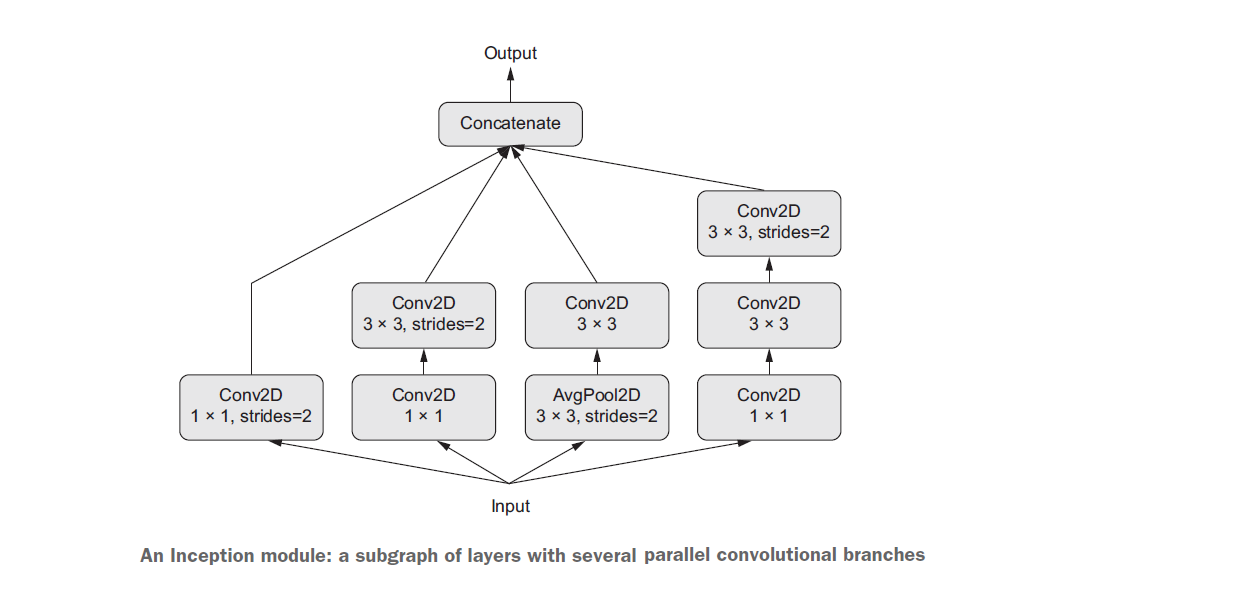 Output
Concatenate
Conv2D
3 × 3, strides=2
Conv2D
3 × 3, strides=2
Conv2D
3 × 3
Conv2D
3 × 3
Conv2D
1 × 1, strides=2
Conv2D
1 × 1
AvgPool2D
3 × 3, strides=2
Conv2D
1 × 1
Input
An Inception module: a subgraph of layers with several parallel convolutional branches